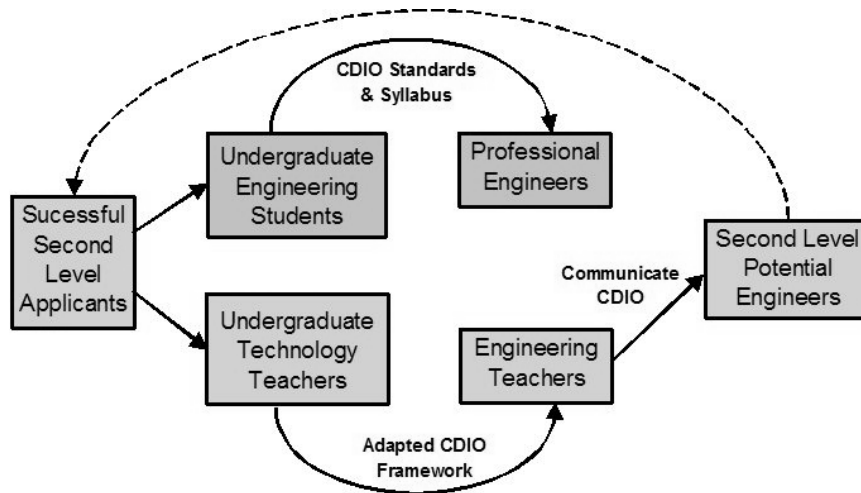 CDIO Standards
& Syllabus
Undergraduate
Engineering
Students
Professional
Engineers
Sucessful
Second
Level
Applicants
Second Level
Potential
Engineers
Communicate
CDIO
Undergraduate
Technology
Teachers
Engineering
Teachers
Adapted CDIO
Framework